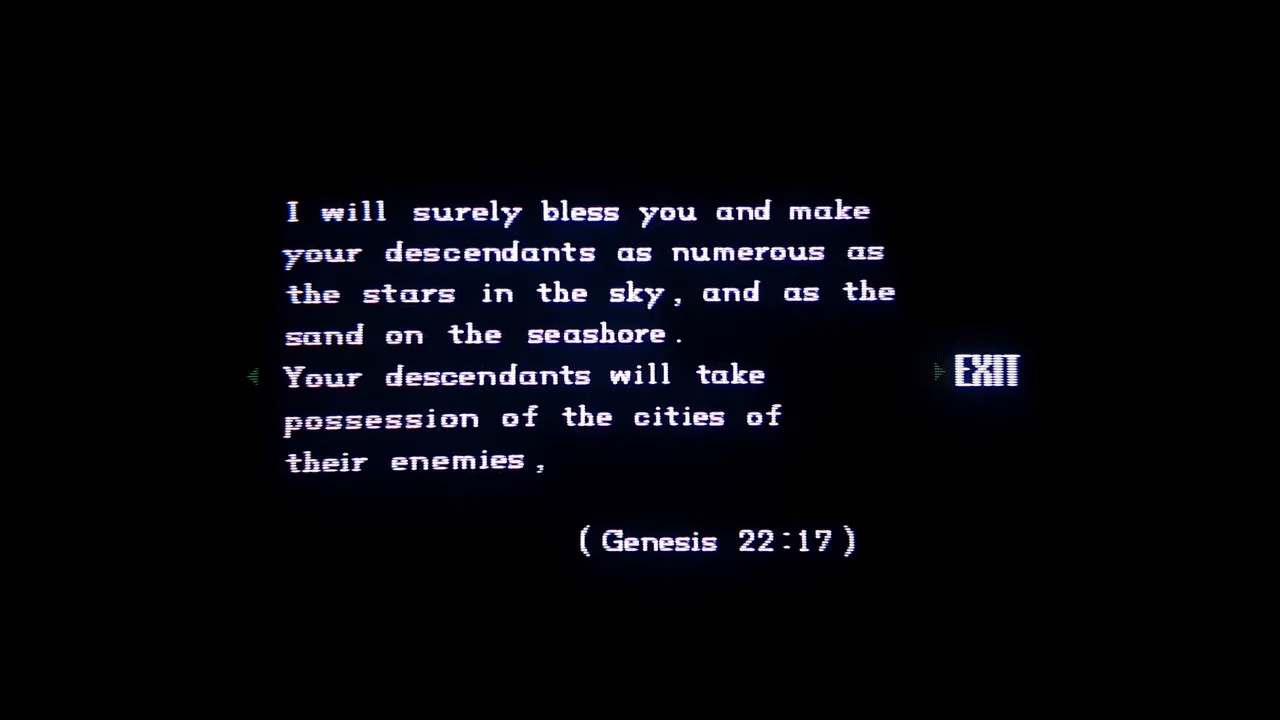 I will surely bless you and make
your descendants as numerous as
the stars in the sky, and as the
sand on the seashore.
Your descendants will take
possession of the cities of
their enemies,
(Genesis 22:17)
EXIT